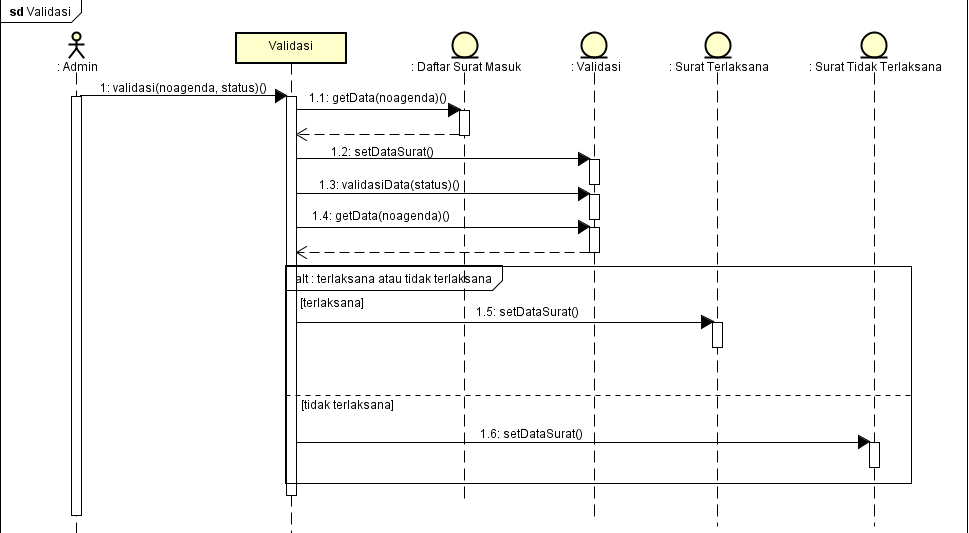 sd Validasi
: Admin
Validasi
: Daftar Surat Masuk
: Validasi
: Surat Terlaksana
: Surat Tidak Terlaksana
1: validasi(noagenda, status)()
1.1: getData(noagenda)()
1.2: setDataSurat()
1.3: validasiData(status)()
1.4: getData(noagenda)()
alt : terlaksana atau tidak terlaksana
[terlaksana]
1.5: setDataSurat()
[tidak terlaksana]
1.6: setDataSurat()